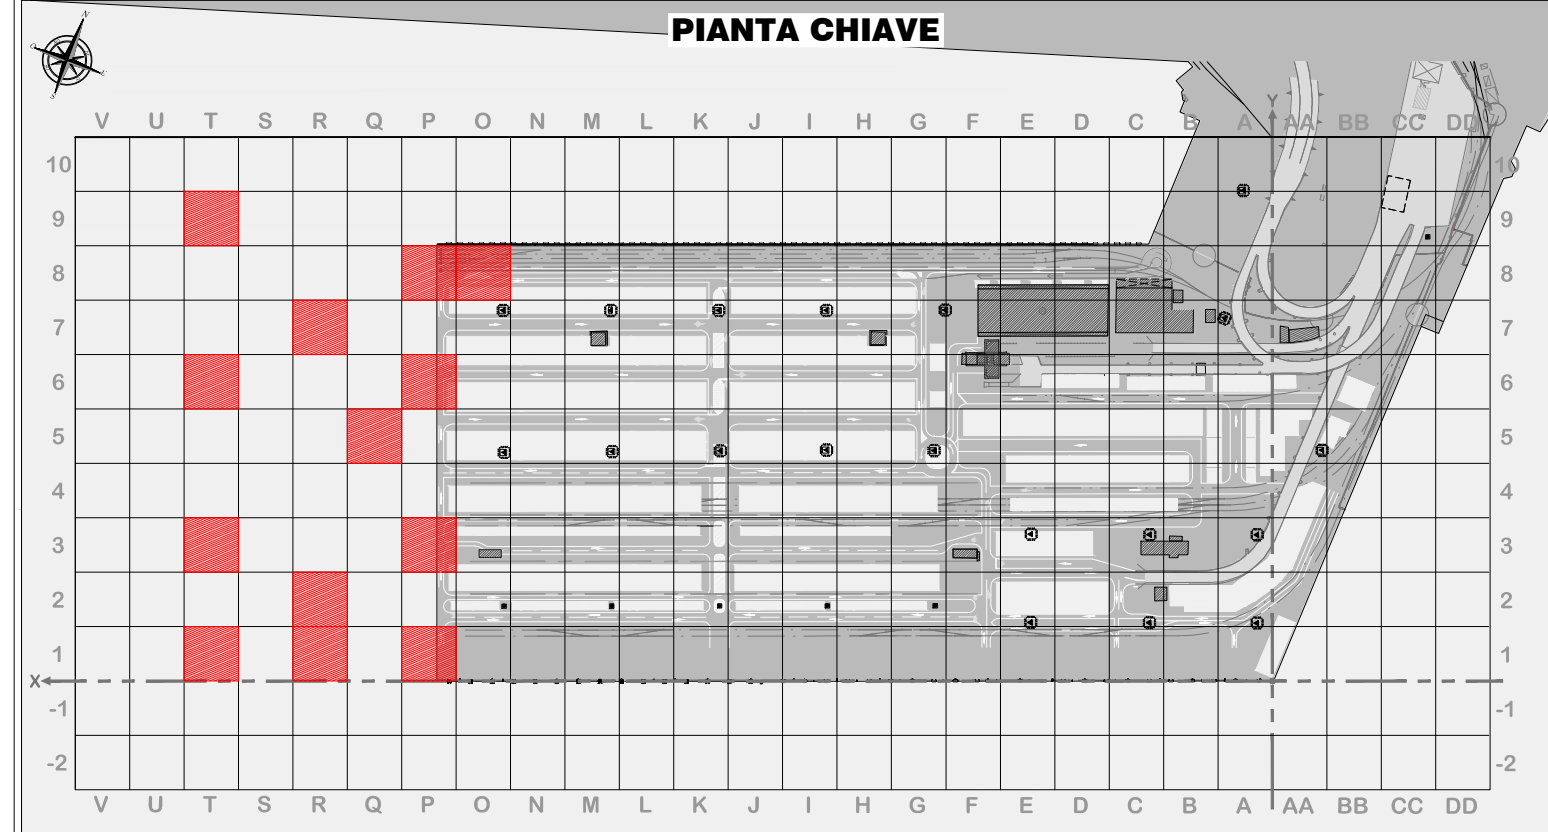 PIANTA CHIAVE
N
O
E
S
Y
V U T S R Q P O N M L K J I H G F E D C B A AA BB CC DD
10 10
9 9
8 8
7 7
6 6
5 5
4 4
3 3
2 2
1 1
X
-1 -1
-2 -2
V U T S R Q P O N M L K J I H G F E D C B A AA BB CC DD